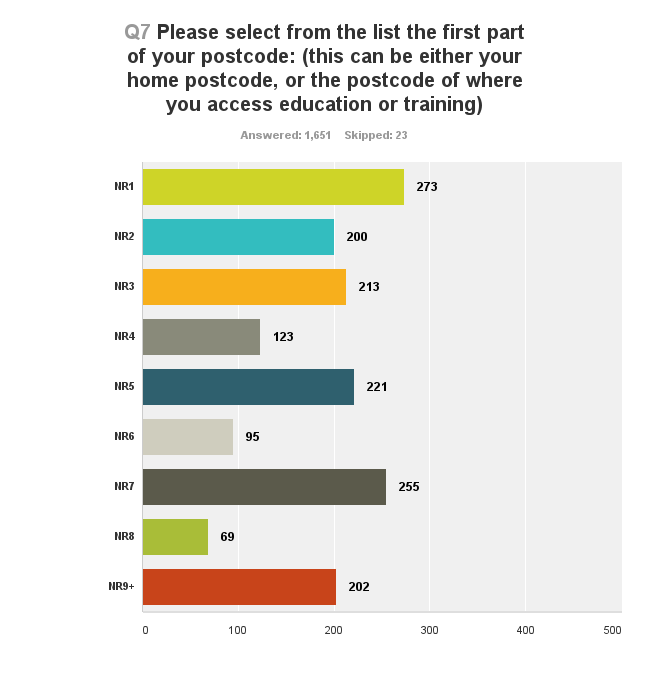 Q7 Please select from the list the first part
of your postcode: (this can be either your
home postcode, or the postcode of where
you access education or training)
Answered: 1,651 Skipped: 23
NR1 273
NR2 200
NR3 213
NR4 123
NR5 221
NR6 95
NR7 255
NR8 69
NR9+ 202
0 100 200 300 400 500